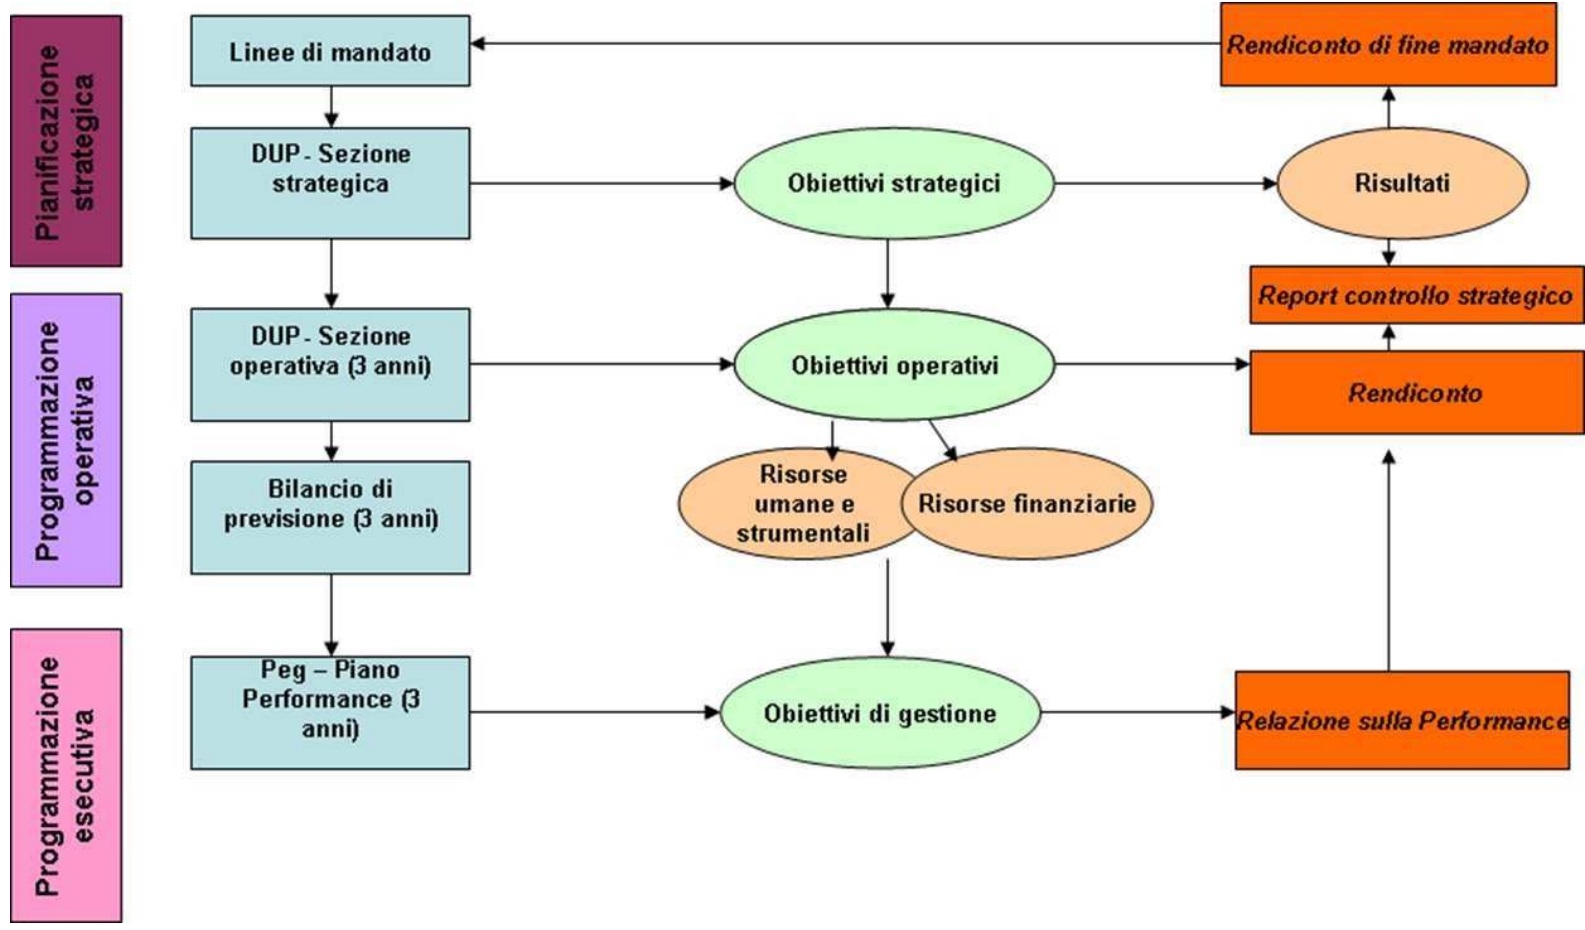 Pianificazione
strategica
Linee di mandato
Rendiconto di fine mandato
DUP - Sezione
strategica
Obiettivi strategici
Risultati
Report controllo strategico
Programmazione
operativa
DUP - Sezione
operativa (3 anni)
Obiettivi operativi
Rendiconto
Bilancio di
previsione (3 anni)
Risorse
umane e
strumentali
Risorse finanziarie
Programmazione
esecutiva
Peg – Piano
Performance (3
anni)
Obiettivi di gestione
Relazione sulla Performance